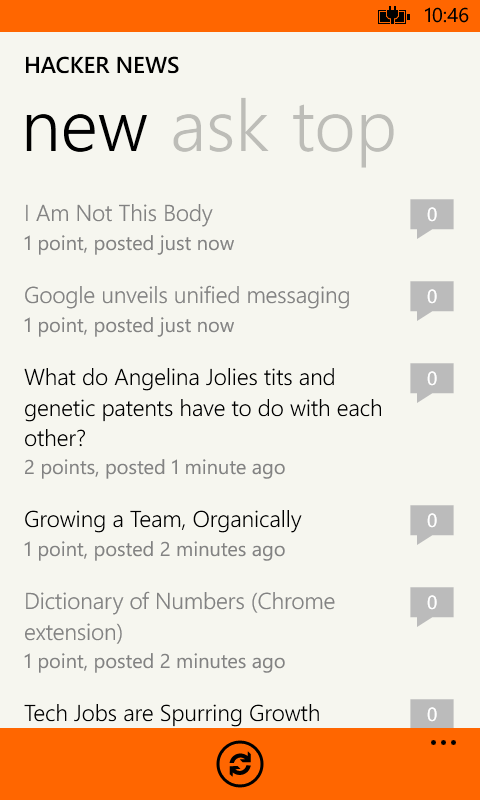 10:46
HACKER NEWS
new ask top
I Am Not This Body
0
1 point, posted just now
Google unveils unified messaging
0
1 point, posted just now
What do Angelina Jolies tits and
0
genetic patents have to do with each
other?
2 points, posted 1 minute ago
Growing a Team, Organically
0
1 point, posted 2 minutes ago
Dictionary of Numbers (Chrome
0
extension)
1 point, posted 2 minutes ago
Tech Jobs are Spurring Growth
0